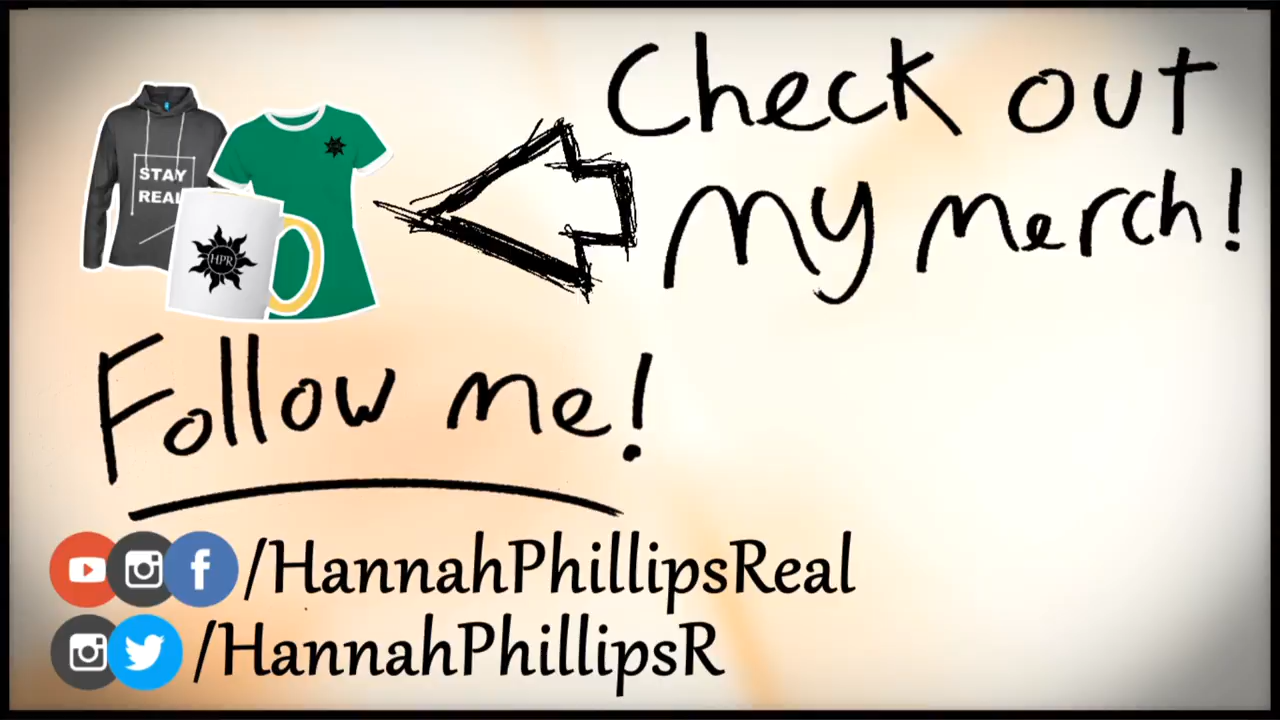 Check out
My merch!
STAY
REAL
HPR
Follow me!
/HannahPhillipsReal
/HannahPhillipsR